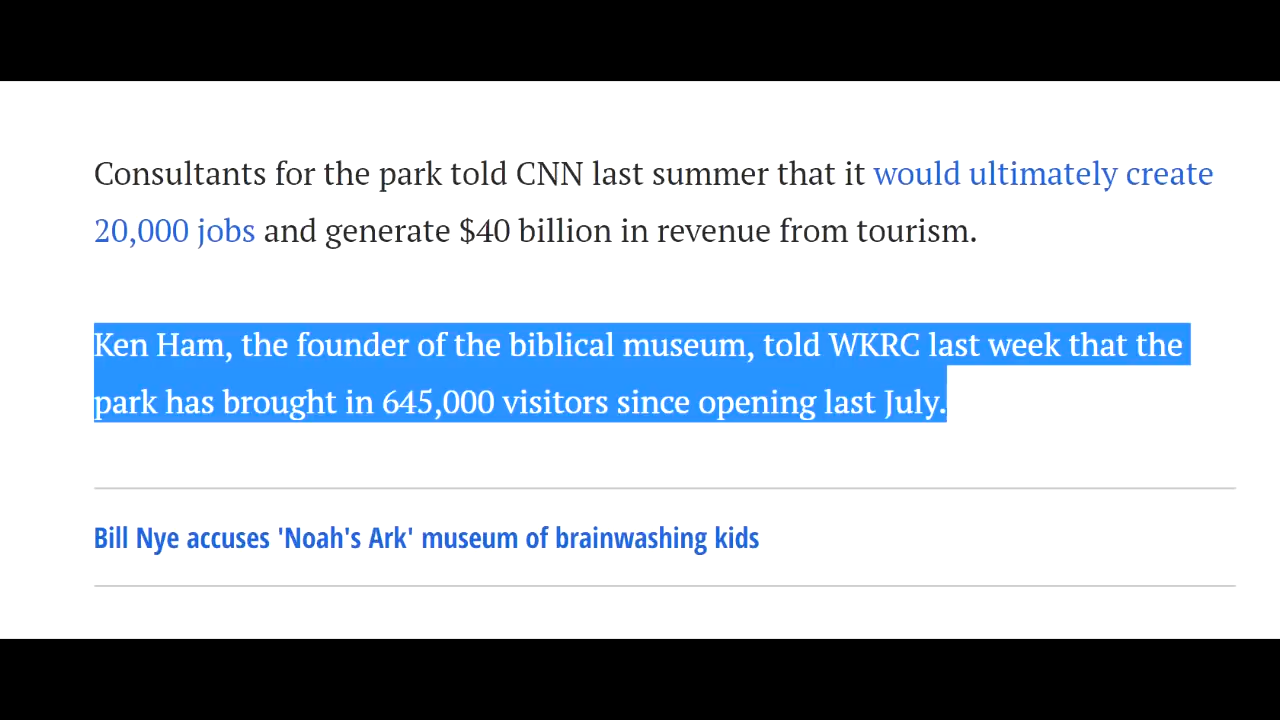 Consultants for the park told CNN last summer that it would ultimately create
20,000 jobs and generate $40 billion in revenue from tourism.
Ken Ham, the founder of the biblical museum, told WKRC last week that the
park has brought in 645,000 visitors since opening last July.
Bill Nye accuses 'Noah's Ark' museum of brainwashing kids